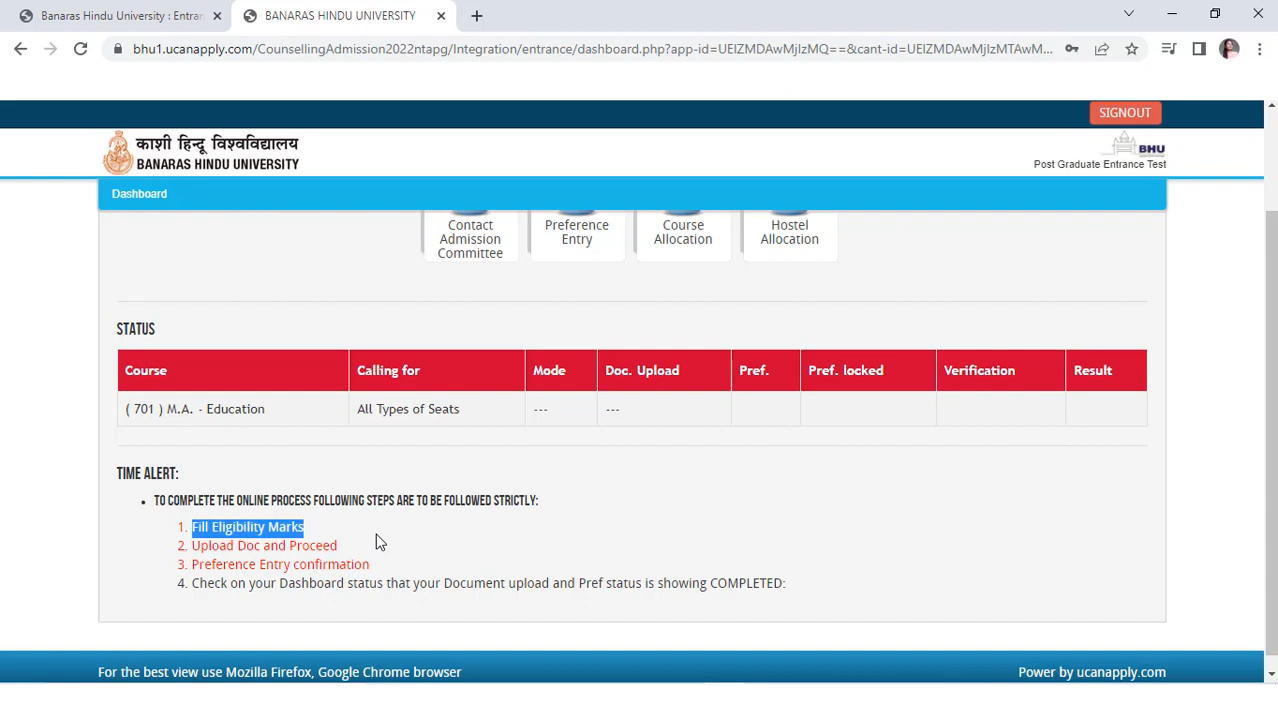 Banaras Hindu University : Entran
BANARAS HINDU UNIVERSITY
bhu1.ucanapply.com/CounsellingAdmission2022ntapg/Integration/entrance/dashboard.php?app-id=UElZMDAwMjIzMQ==&cant-id=UElZMDAwMjIzMTAwM...
SIGNOUT
काशी हिन्दू विश्वविद्यालय
BANARAS HINDU UNIVERSITY
BHU
Post Graduate Entrance Test
Dashboard
Contact Admission Committee
Preference Entry
Course Allocation
Hostel Allocation
STATUS
Course Calling for Mode Doc. Upload Pref. Pref. locked Verification Result
( 701 ) M.A. - Education All Types of Seats --- ---
TIME ALERT:
• TO COMPLETE THE ONLINE PROCESS FOLLOWING STEPS ARE TO BE FOLLOWED STRICTLY:
1. Fill Eligibility Marks
2. Upload Doc and Proceed
3. Preference Entry confirmation
4. Check on your Dashboard status that your Document upload and Pref status is showing COMPLETED:
For the best view use Mozilla Firefox, Google Chrome browser
Power by ucanapply.com